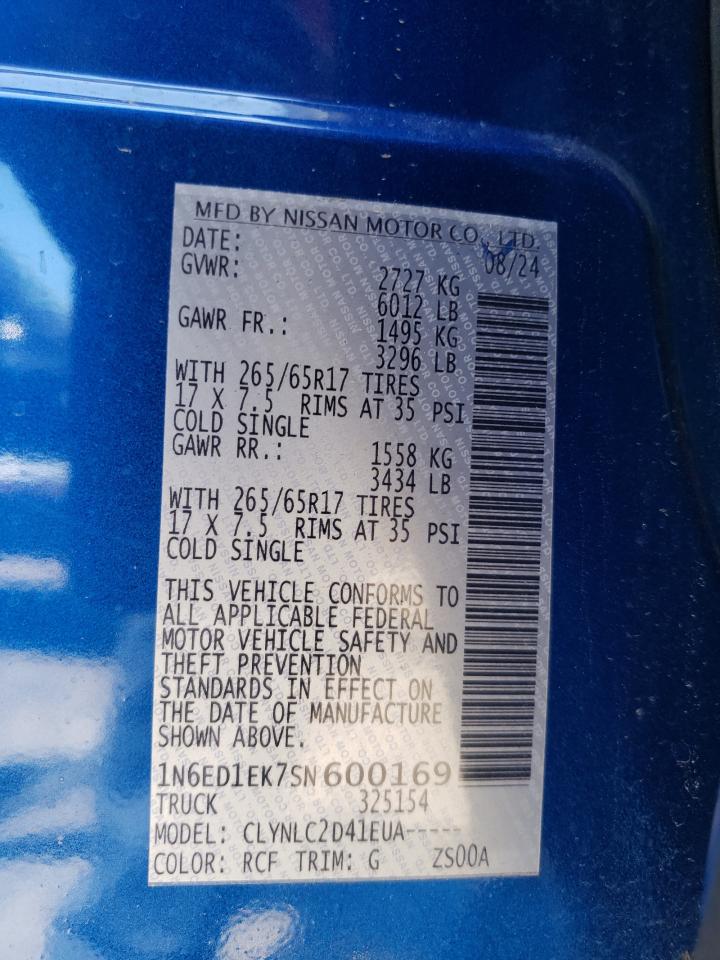 MFD BY NISSAN MOTOR CO., LTD.
DATE: 08/24
GVWR: 2727 KG
6012 LB
GAWR FR.: 1495 KG
3296 LB
WITH 265/65R17 TIRES
17 X 7.5 RIMS AT 35 PSI
COLD SINGLE
GAWR RR.: 1558 KG
3434 LB
WITH 265/65R17 TIRES
17 X 7.5 RIMS AT 35 PSI
COLD SINGLE
THIS VEHICLE CONFORMS TO
ALL APPLICABLE FEDERAL
MOTOR VEHICLE SAFETY AND
THEFT PREVENTION
STANDARDS IN EFFECT ON
THE DATE OF MANUFACTURE
SHOWN ABOVE.
1N6ED1EK7SN600169
TRUCK 325154
MODEL: CLYNLC2D41EUA-----
COLOR: RCF TRIM: G ZS00A